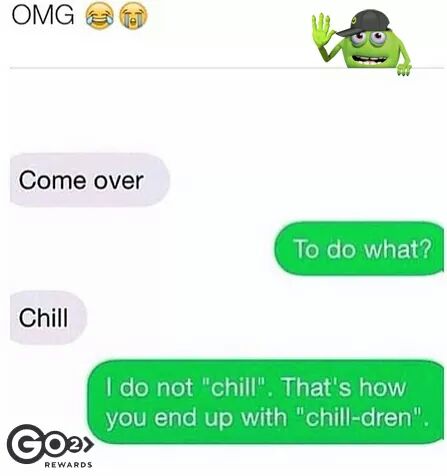 OMG 😂😭
Come over
To do what?
Chill
I do not "chill". That's how
you end up with "chill-dren".
GO2
REWARDS